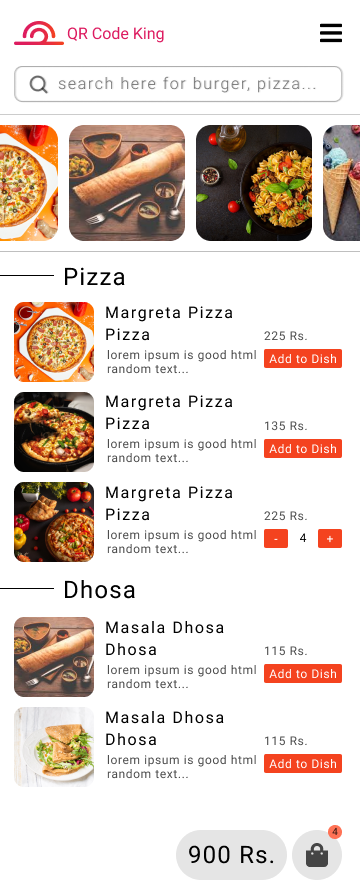 QR Code King
search here for burger, pizza...
Pizza
Margreta Pizza
Pizza
225 Rs.
lorem ipsum is good html
random text...
Add to Dish
Margreta Pizza
Pizza
135 Rs.
lorem ipsum is good html
random text...
Add to Dish
Margreta Pizza
Pizza
225 Rs.
lorem ipsum is good html
random text...
- 4 +
Dhosa
Masala Dhosa
Dhosa
115 Rs.
lorem ipsum is good html
random text...
Add to Dish
Masala Dhosa
Dhosa
115 Rs.
lorem ipsum is good html
random text...
Add to Dish
4
900 Rs.